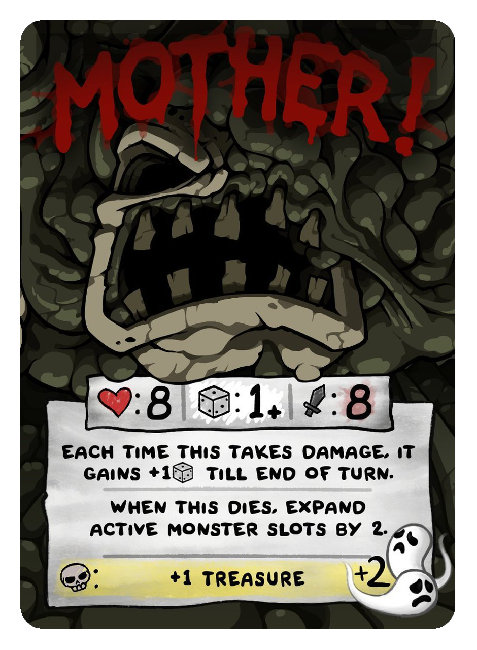 MOTHER!
:8 :1+ :8
EACH TIME THIS TAKES DAMAGE, IT
GAINS +1 TILL END OF TURN.
WHEN THIS DIES, EXPAND
ACTIVE MONSTER SLOTS BY 2.
: +1 TREASURE +2